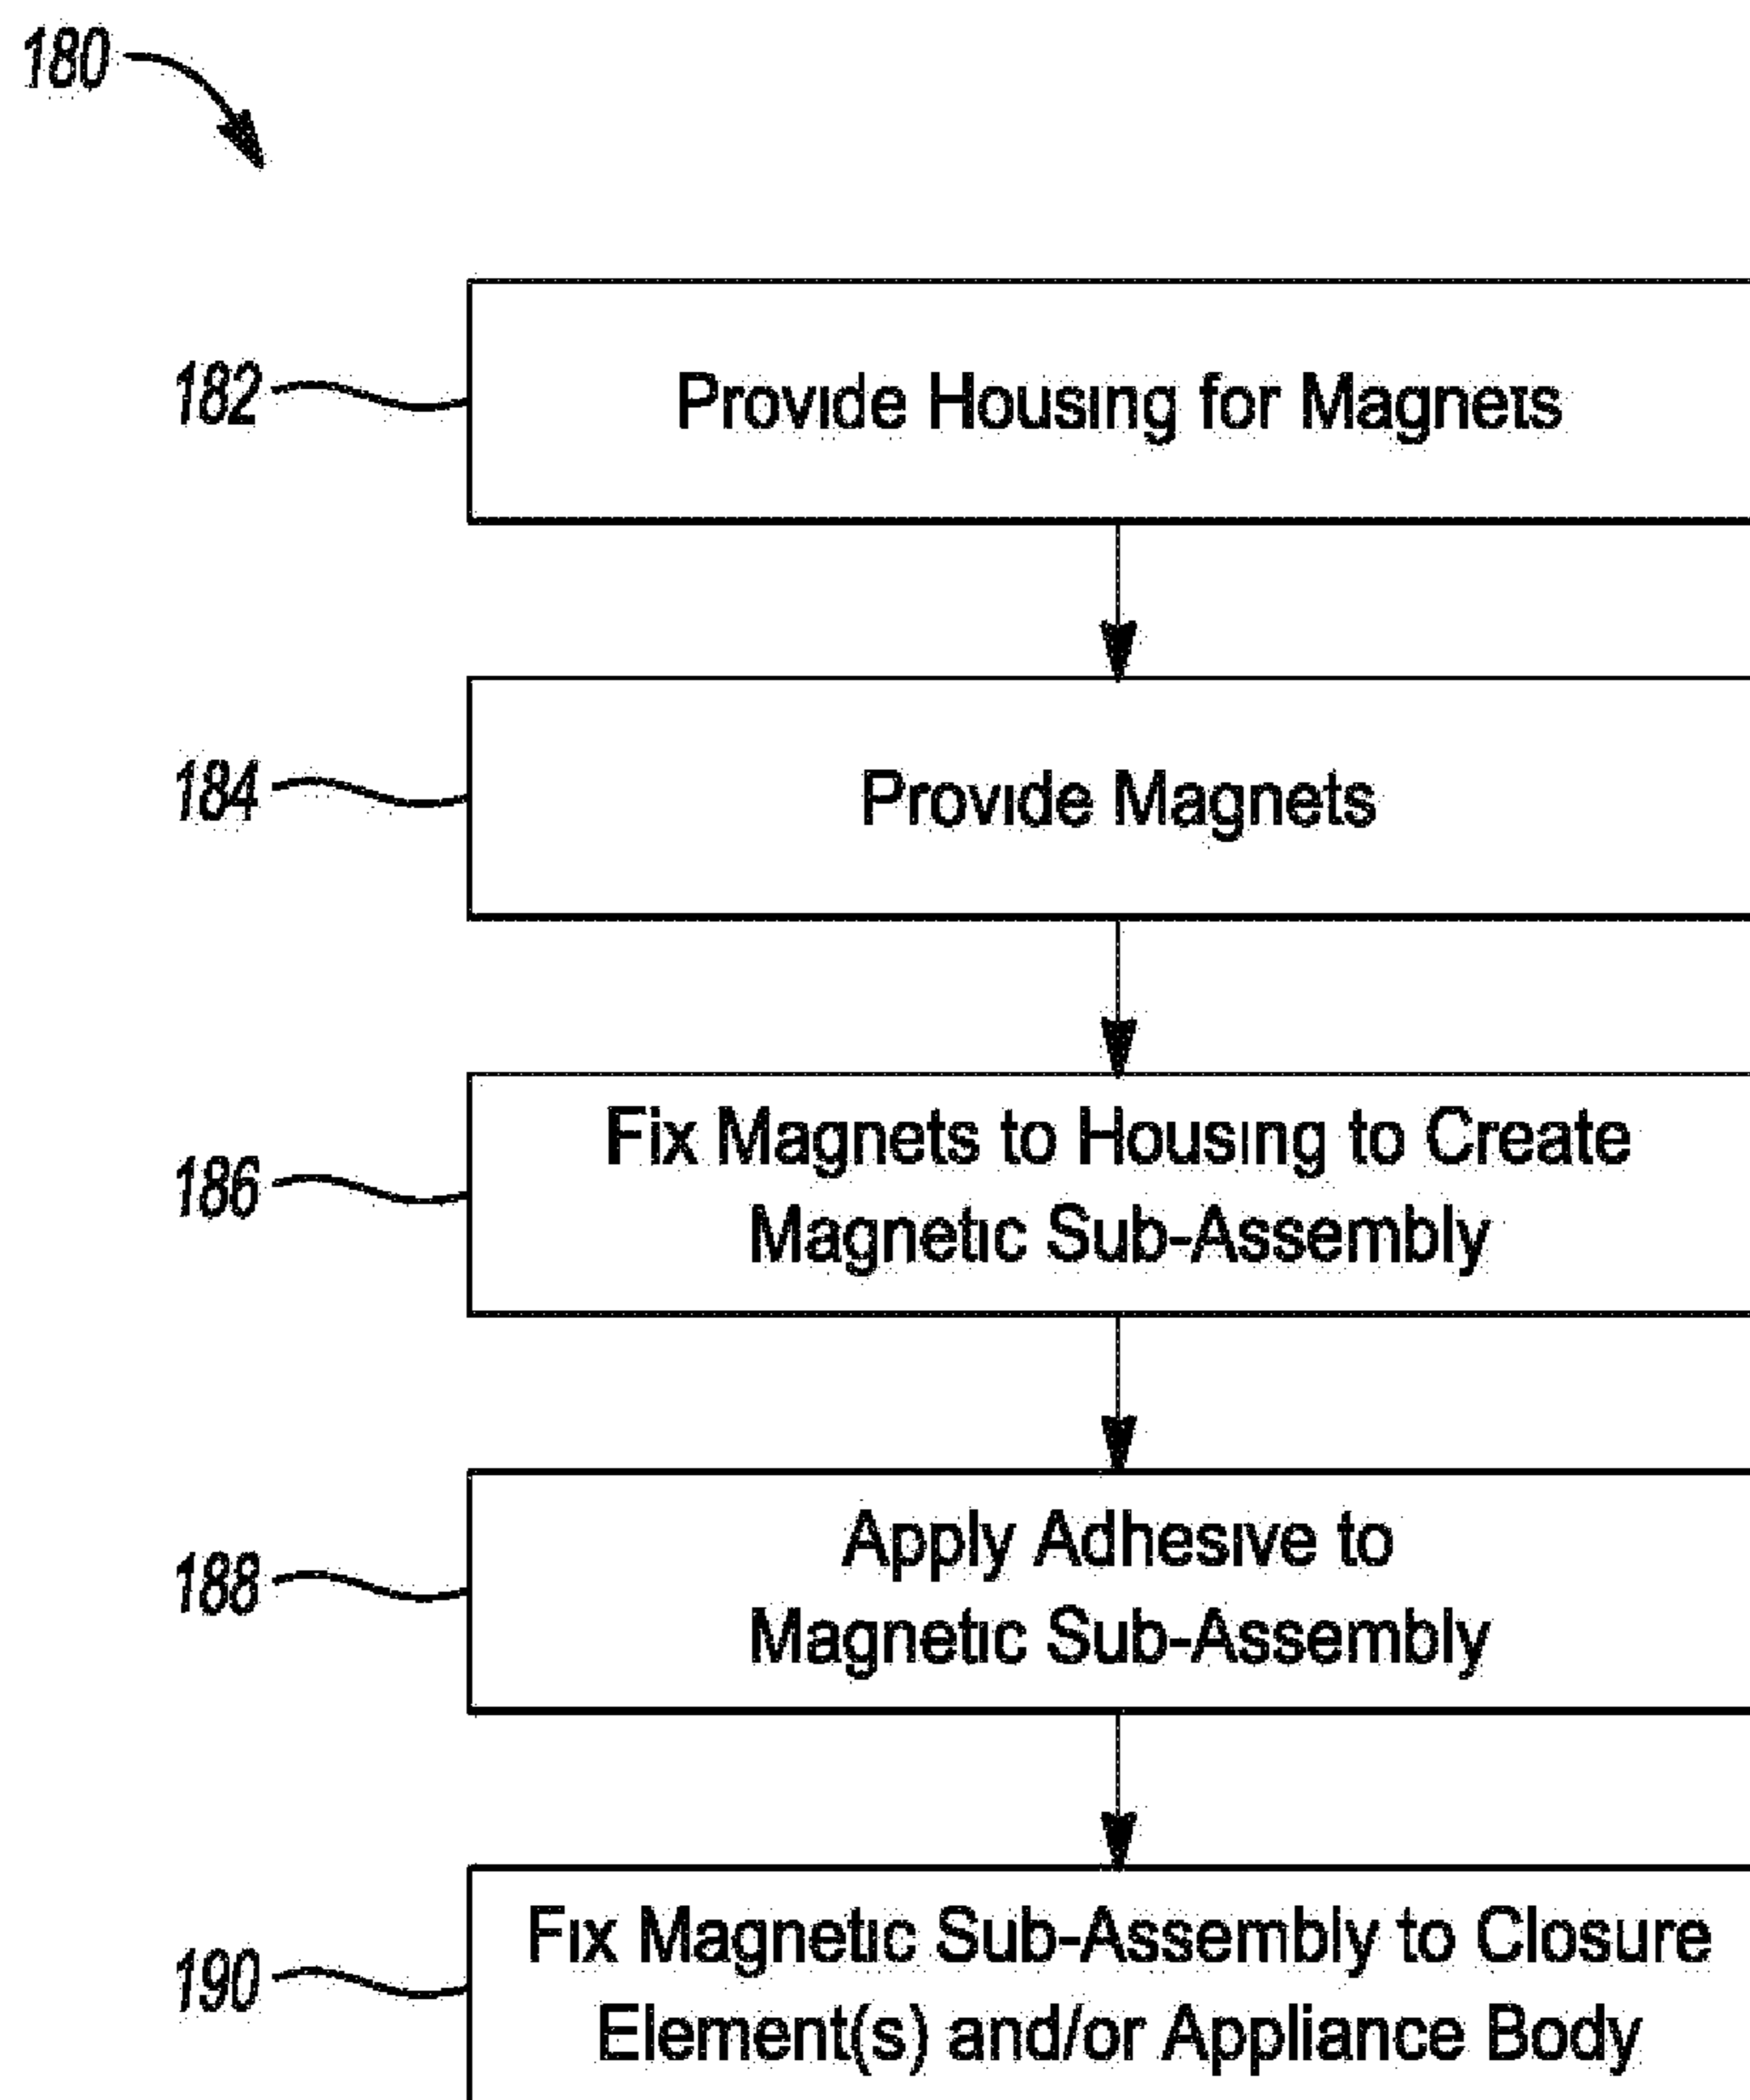 180
182
Provide Housing for Magnets
184
Provide Magnets
186
Fix Magnets to Housing to Create
Magnetic Sub-Assembly
188
Apply Adhesive to
Magnetic Sub-Assembly
190
Fix Magnetic Sub-Assembly to Closure
Element(s) and/or Appliance Body